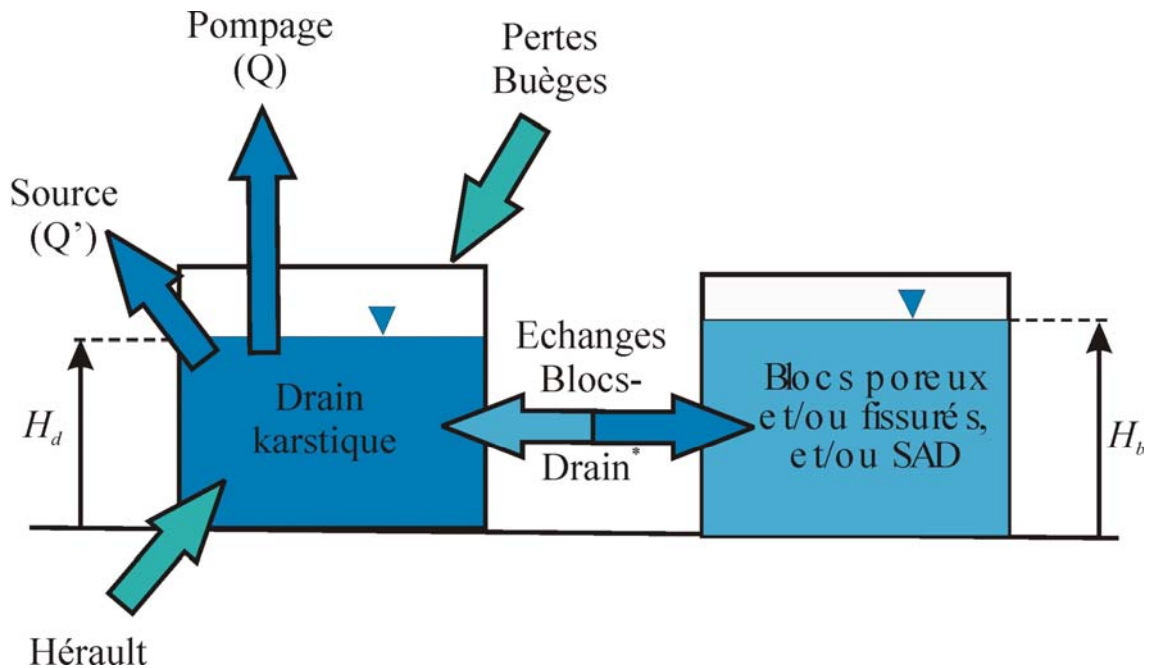 Pompage
(Q)
Pertes
Buèges
Source
(Q’)
Echanges
Blocs-
Drain*
Drain
karstique
Blocs poreux
et/ou fissurés,
et/ou SAD
Hd
Hb
Hérault